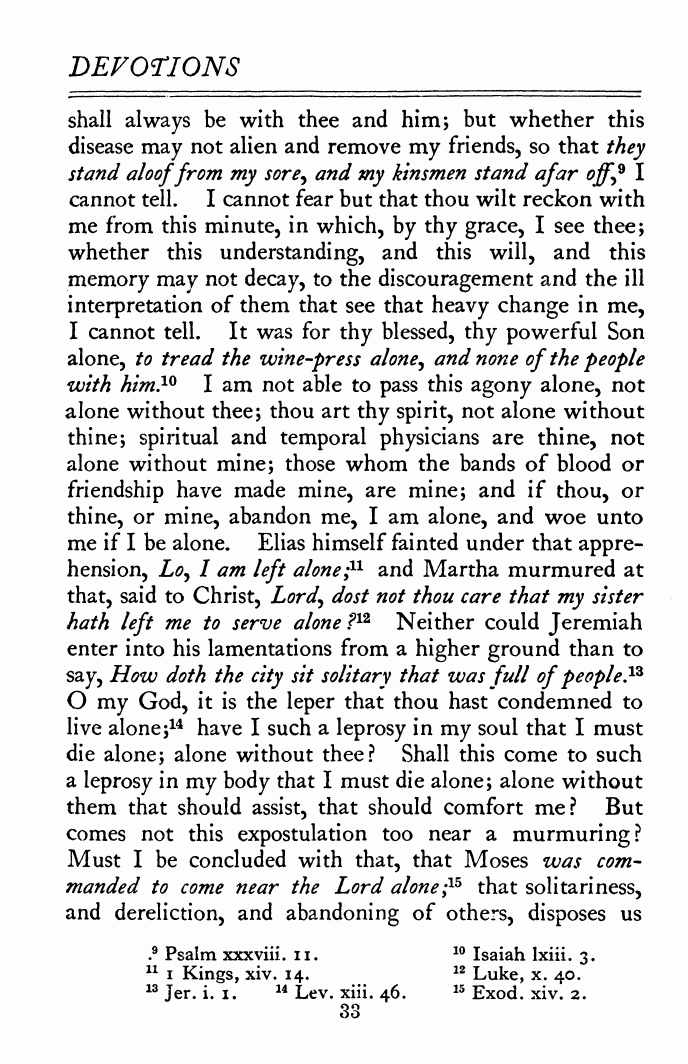 DEVOTIONS
shall always be with thee and him; but whether this
disease may not alien and remove my friends, so that they
stand aloof from my sore, and my kinsmen stand afar off,⁹ I
cannot tell. I cannot fear but that thou wilt reckon with
me from this minute, in which, by thy grace, I see thee;
whether this understanding, and this will, and this
memory may not decay, to the discouragement and the ill
interpretation of them that see that heavy change in me,
I cannot tell. It was for thy blessed, thy powerful Son
alone, to tread the wine-press alone, and none of the people
with him.¹⁰ I am not able to pass this agony alone, not
alone without thee; thou art thy spirit, not alone without
thine; spiritual and temporal physicians are thine, not
alone without mine; those whom the bands of blood or
friendship have made mine, are mine; and if thou, or
thine, or mine, abandon me, I am alone, and woe unto
me if I be alone. Elias himself fainted under that appre-
hension, Lo, I am left alone;¹¹ and Martha murmured at
that, said to Christ, Lord, dost not thou care that my sister
hath left me to serve alone?¹² Neither could Jeremiah
enter into his lamentations from a higher ground than to
say, How doth the city sit solitary that was full of people.¹³
O my God, it is the leper that thou hast condemned to
live alone;¹⁴ have I such a leprosy in my soul that I must
die alone; alone without thee? Shall this come to such
a leprosy in my body that I must die alone; alone without
them that should assist, that should comfort me? But
comes not this expostulation too near a murmuring?
Must I be concluded with that, that Moses was com-
manded to come near the Lord alone;¹⁵ that solitariness,
and dereliction, and abandoning of others, disposes us
⁹ Psalm xxxviii. 11. ¹⁰ Isaiah lxiii. 3.
¹¹ 1 Kings, xiv. 14. ¹² Luke, x. 40.
¹³ Jer. i. 1. ¹⁴ Lev. xiii. 46. ¹⁵ Exod. xiv. 2.
33